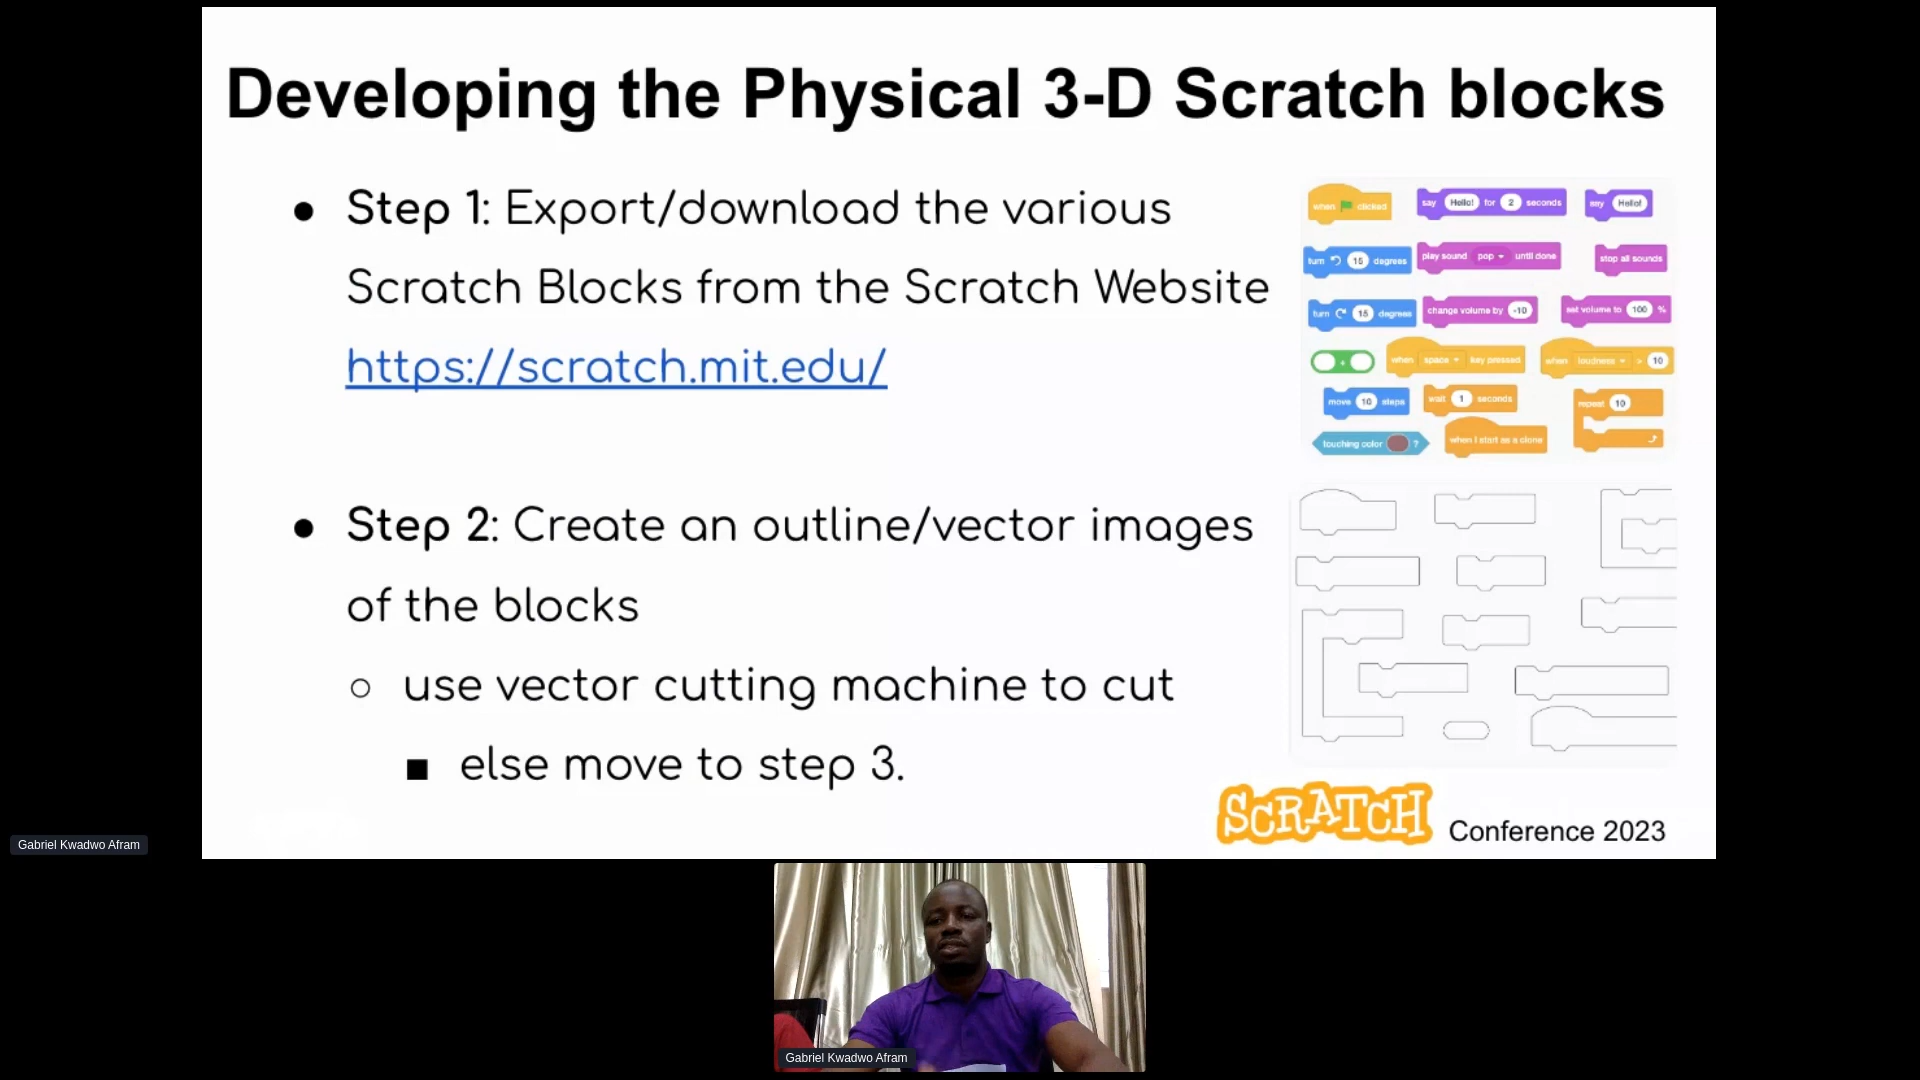 Developing the Physical 3-D Scratch blocks
● Step 1: Export/download the various
Scratch Blocks from the Scratch Website
https://scratch.mit.edu/
● Step 2: Create an outline/vector images
of the blocks
○ use vector cutting machine to cut
■ else move to step 3.
when clicked
say Hello! for 2 seconds
say Hello!
turn 15 degrees
play sound pop until done
stop all sounds
turn 15 degrees
change volume by -10
set volume to 100 %
+
when space key pressed
when loudness > 10
move 10 steps
wait 1 seconds
repeat 10
touching color ?
when I start as a clone
SCRATCH Conference 2023
Gabriel Kwadwo Afram
Gabriel Kwadwo Afram